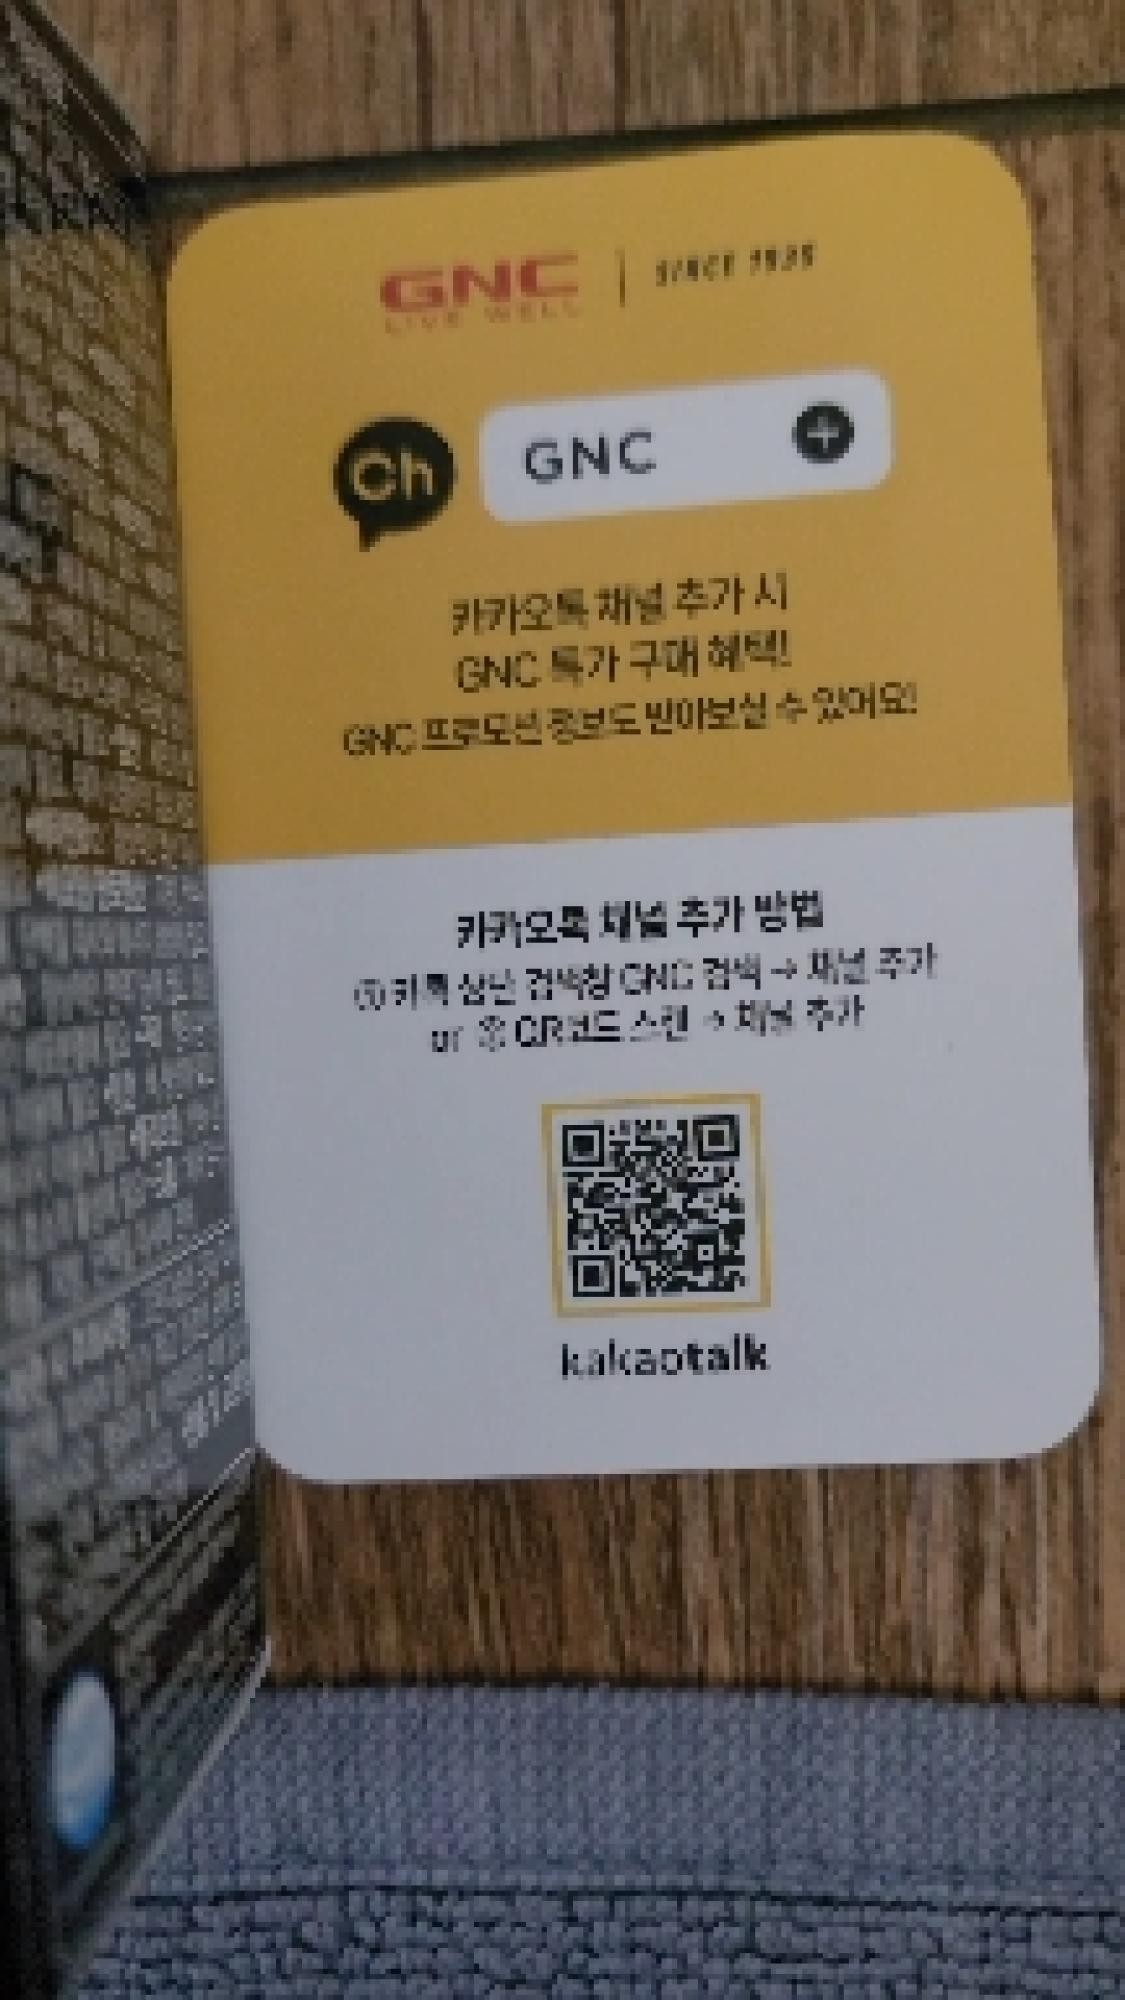 GNC
LIVE WELL
SINCE 1935
Ch
GNC
카카오톡 채널 추가 시
GNC 특가 구매 혜택!
GNC 프로모션 정보도 받아보실 수 있어요!
카카오톡 채널 추가 방법
① 카톡 상단 검색창 GNC 검색 → 채널 추가
or ② QR코드 스캔 → 채널 추가
kakaotalk